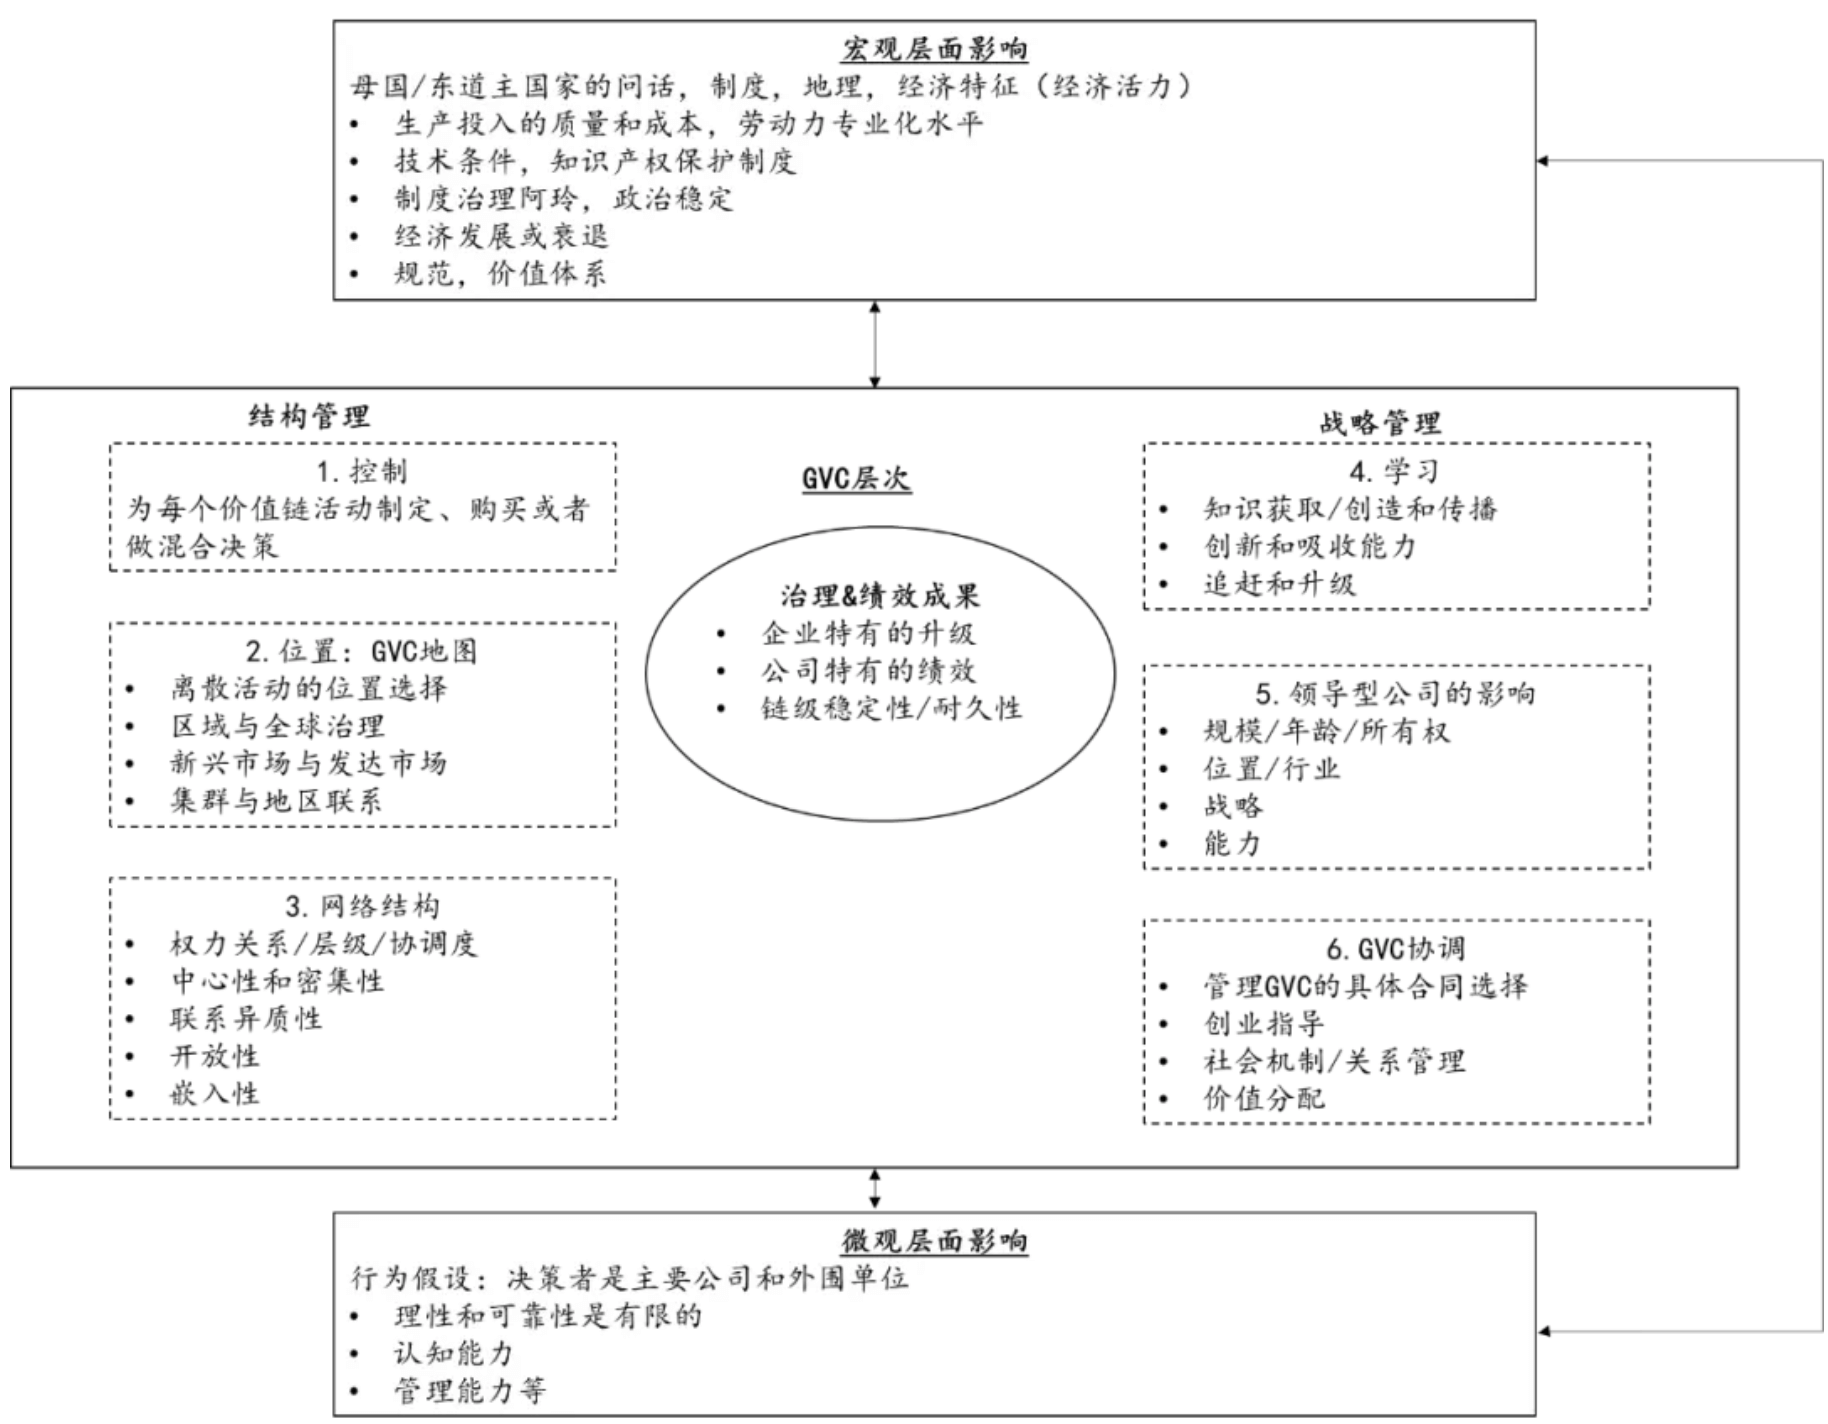 宏观层面影响
母国/东道主国家的问话，制度，地理，经济特征（经济活力）
• 生产投入的质量和成本，劳动力专业化水平
• 技术条件，知识产权保护制度
• 制度治理阿玲，政治稳定
• 经济发展或衰退
• 规范，价值体系
结构管理
1.控制
为每个价值链活动制定、购买或者
做混合决策
2.位置：GVC地图
• 离散活动的位置选择
• 区域与全球治理
• 新兴市场与发达市场
• 集群与地区联系
3.网络结构
• 权力关系/层级/协调度
• 中心性和密集性
• 联系异质性
• 开放性
• 嵌入性
GVC层次
治理&绩效成果
• 企业特有的升级
• 公司特有的绩效
• 链级稳定性/耐久性
战略管理
4.学习
• 知识获取/创造和传播
• 创新和吸收能力
• 追赶和升级
5.领导型公司的影响
• 规模/年龄/所有权
• 位置/行业
• 战略
• 能力
6.GVC协调
• 管理GVC的具体合同选择
• 创业指导
• 社会机制/关系管理
• 价值分配
微观层面影响
行为假设：决策者是主要公司和外围单位
• 理性和可靠性是有限的
• 认知能力
• 管理能力等